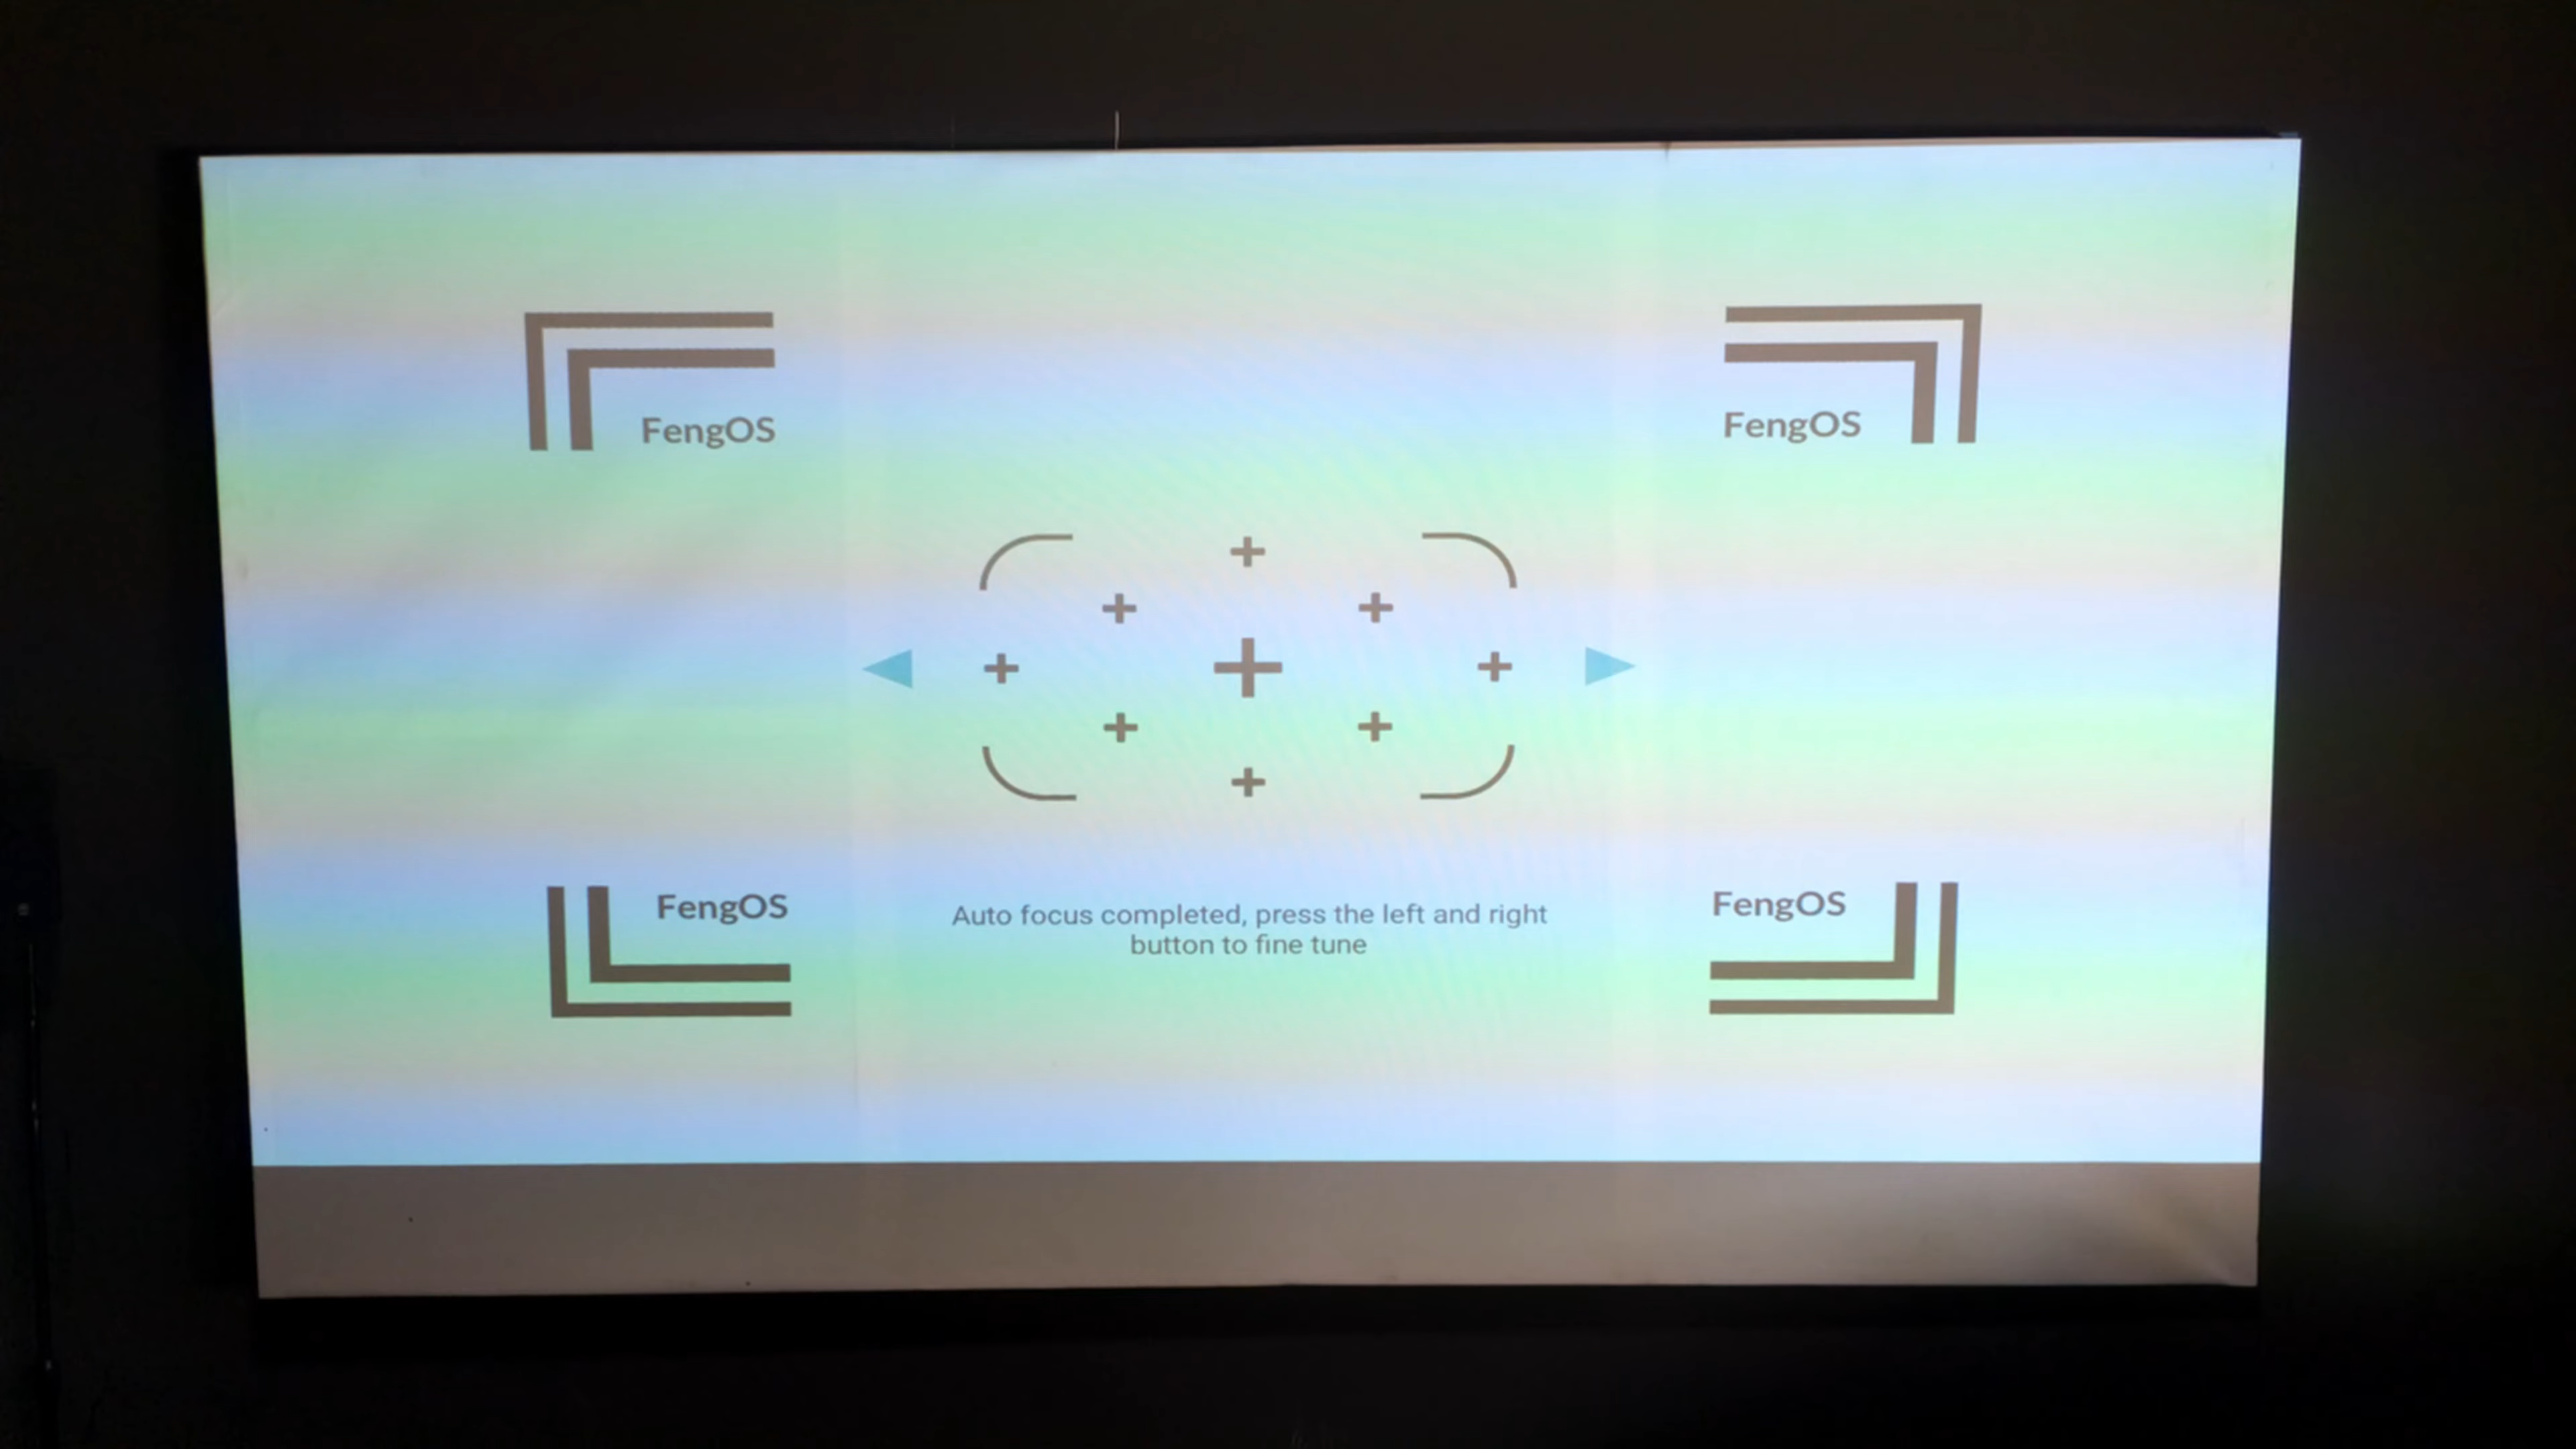 FengOS
FengOS
FengOS
FengOS
Auto focus completed, press the left and right
button to fine tune